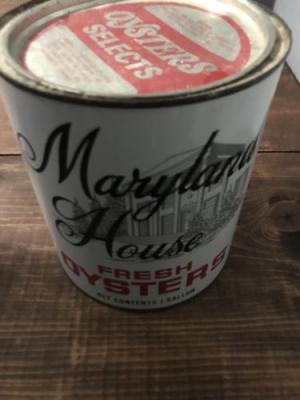 OYSTERS
SELECTS
Maryland
House
FRESH
OYSTERS
NET CONTENTS 1 GALLON